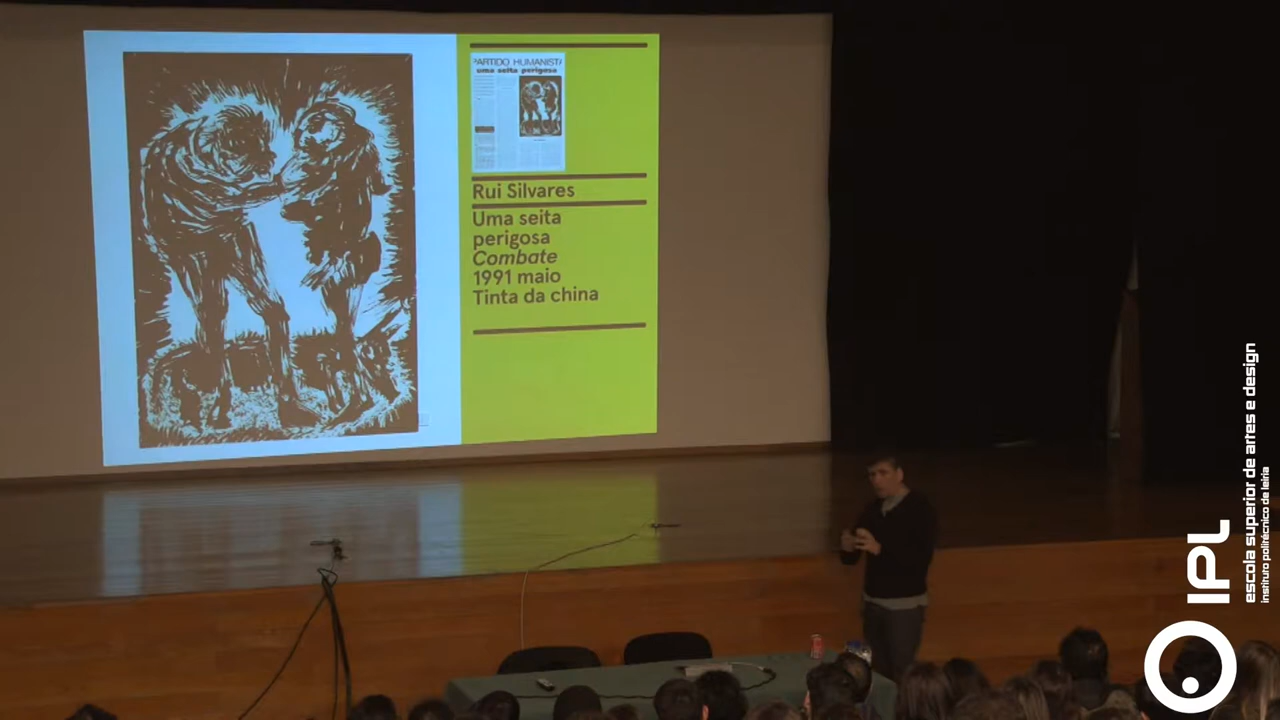 PARTIDO HUMANISTA
uma seita perigosa
Rui Silvares
Uma seita
perigosa
Combate
1991 maio
Tinta da china
IPL
escola superior de artes e design
instituto politécnico de leiria